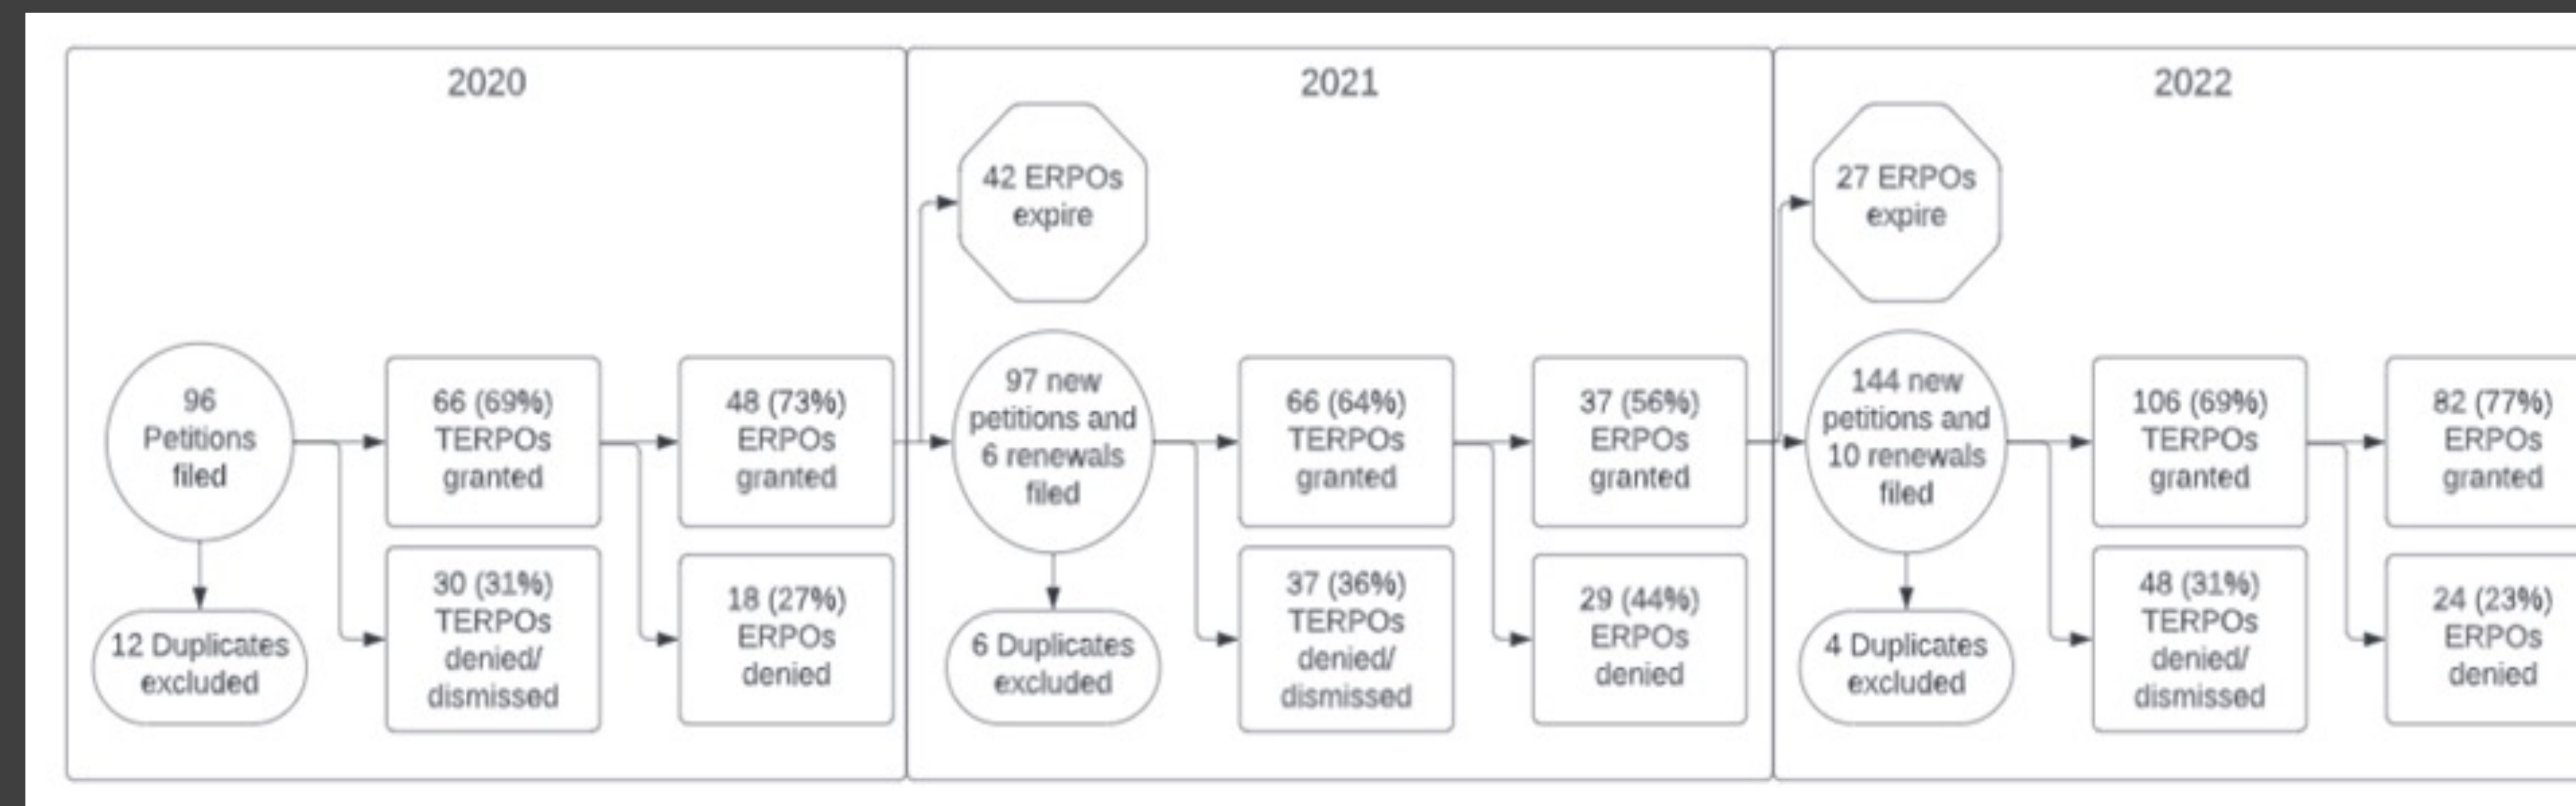 2020
96
Petitions
filed
12 Duplicates
excluded
66 (69%)
TERPOs
granted
30 (31%)
TERPOs
denied/
dismissed
48 (73%)
ERPOs
granted
18 (27%)
ERPOs
denied
2021
42 ERPOs
expire
97 new
petitions and
6 renewals
filed
6 Duplicates
excluded
66 (64%)
TERPOs
granted
37 (36%)
TERPOs
denied/
dismissed
37 (56%)
ERPOs
granted
29 (44%)
ERPOs
denied
2022
27 ERPOs
expire
144 new
petitions and
10 renewals
filed
4 Duplicates
excluded
106 (69%)
TERPOs
granted
48 (31%)
TERPOs
denied/
dismissed
82 (77%)
ERPOs
granted
24 (23%)
ERPOs
denied